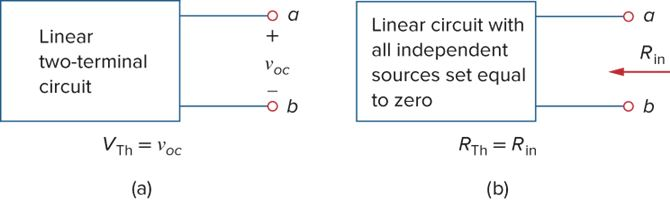 Linear
two-terminal
circuit
a
+
v_oc
–
b
V_Th = v_oc
(a)
Linear circuit with
all independent
sources set equal
to zero
a
R_in
b
R_Th = R_in
(b)